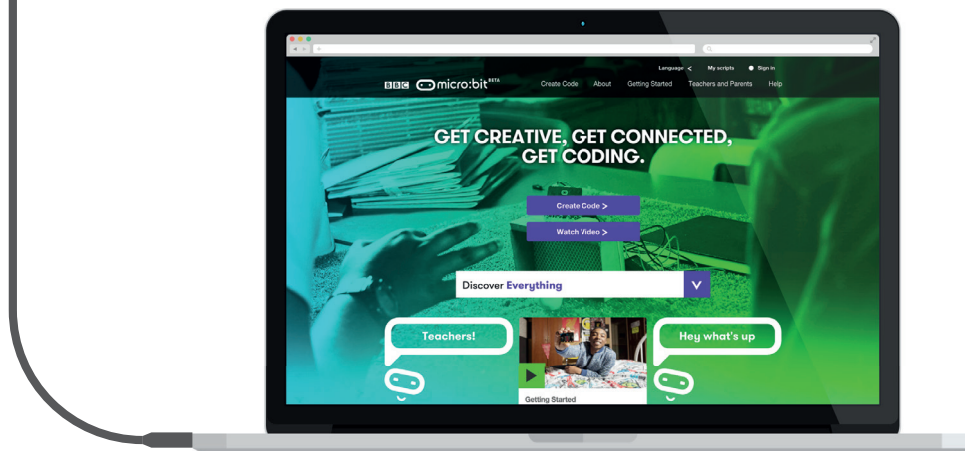 Language < My scripts Sign in
BBC micro:bit BETA Create Code About Getting Started Teachers and Parents Help
GET CREATIVE, GET CONNECTED,
GET CODING.
Create Code >
Watch Video >
Discover Everything
Teachers!
Hey what's up
Getting Started